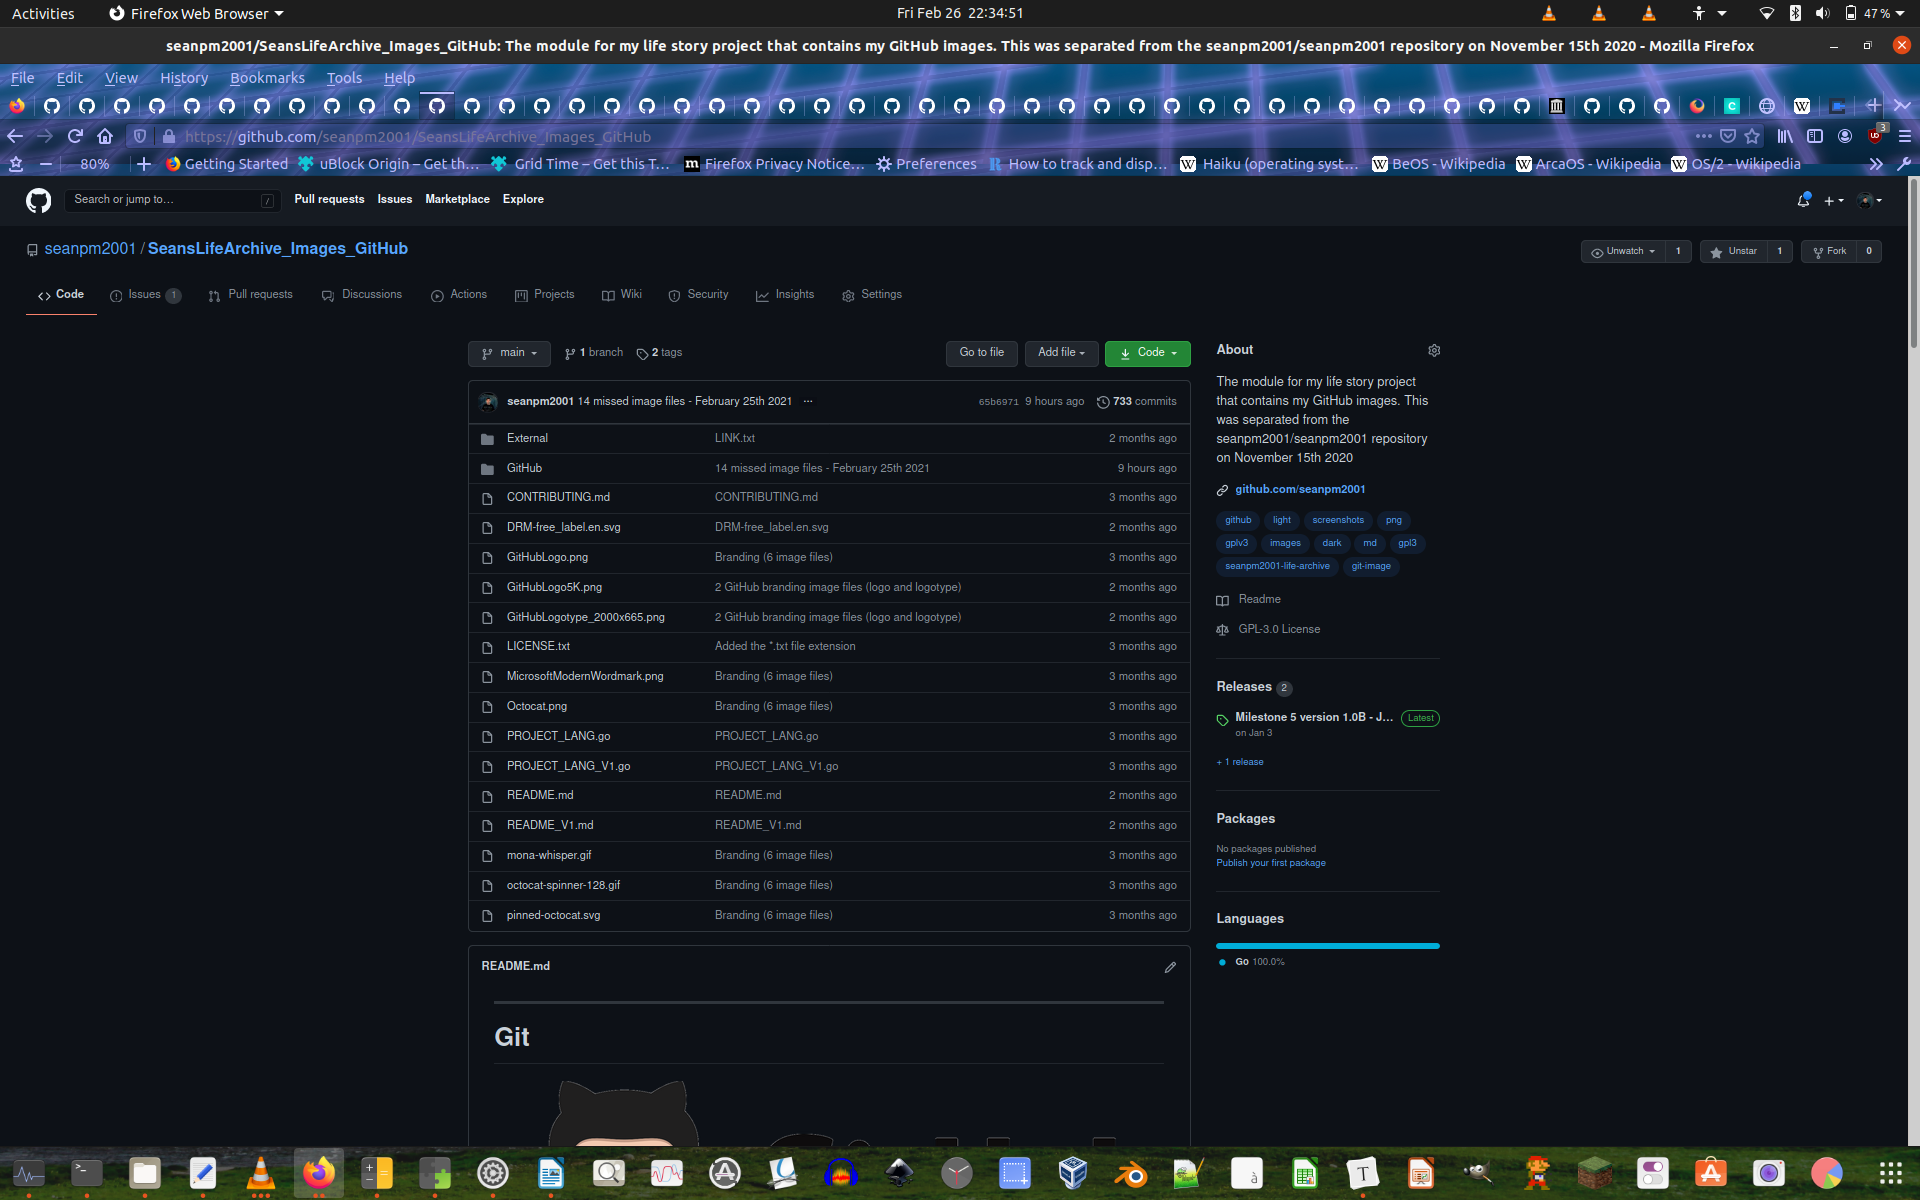 Activities Firefox Web Browser Fri Feb 26 22:34:51 47 %
seanpm2001/SeansLifeArchive_Images_GitHub: The module for my life story project that contains my GitHub images. This was separated from the seanpm2001/seanpm2001 repository on November 15th 2020 - Mozilla Firefox
File Edit View History Bookmarks Tools Help
https://github.com/seanpm2001/SeansLifeArchive_Images_GitHub 3
80% Getting Started uBlock Origin – Get th… Grid Time – Get this T… Firefox Privacy Notice… Preferences How to track and disp… Haiku (operating syst… BeOS - Wikipedia ArcaOS - Wikipedia OS/2 - Wikipedia
Search or jump to… / Pull requests Issues Marketplace Explore
seanpm2001 / SeansLifeArchive_Images_GitHub Unwatch 1 Unstar 1 Fork 0
Code Issues 1 Pull requests Discussions Actions Projects Wiki Security Insights Settings
main 1 branch 2 tags Go to file Add file Code
seanpm2001 14 missed image files - February 25th 2021 ... 65b6971 9 hours ago 733 commits
External LINK.txt 2 months ago
GitHub 14 missed image files - February 25th 2021 9 hours ago
CONTRIBUTING.md CONTRIBUTING.md 3 months ago
DRM-free_label.en.svg DRM-free_label.en.svg 2 months ago
GitHubLogo.png Branding (6 image files) 3 months ago
GitHubLogo5K.png 2 GitHub branding image files (logo and logotype) 2 months ago
GitHubLogotype_2000x665.png 2 GitHub branding image files (logo and logotype) 2 months ago
LICENSE.txt Added the *.txt file extension 3 months ago
MicrosoftModernWordmark.png Branding (6 image files) 3 months ago
Octocat.png Branding (6 image files) 3 months ago
PROJECT_LANG.go PROJECT_LANG.go 3 months ago
PROJECT_LANG_V1.go PROJECT_LANG_V1.go 3 months ago
README.md README.md 2 months ago
README_V1.md README_V1.md 2 months ago
mona-whisper.gif Branding (6 image files) 3 months ago
octocat-spinner-128.gif Branding (6 image files) 3 months ago
pinned-octocat.svg Branding (6 image files) 3 months ago
README.md
Git
About
The module for my life story project
that contains my GitHub images. This
was separated from the
seanpm2001/seanpm2001 repository
on November 15th 2020
github.com/seanpm2001
github light screenshots png
gplv3 images dark md gpl3
seanpm2001-life-archive git-image
Readme
GPL-3.0 License
Releases 2
Milestone 5 version 1.0B - J... Latest
on Jan 3
+ 1 release
Packages
No packages published
Publish your first package
Languages
Go 100.0%